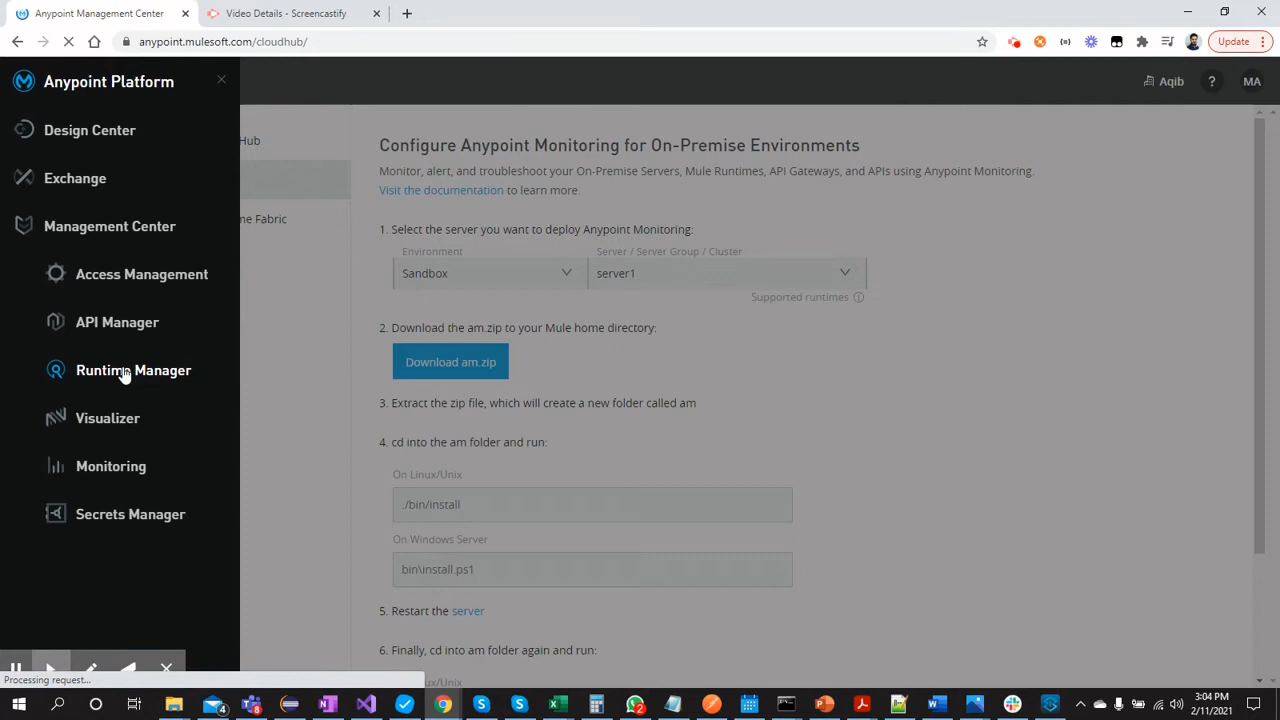 Anypoint Management Center
Video Details - Screencastify
anypoint.mulesoft.com/cloudhub/
Update
Anypoint Platform
Aqib
?
MA
Design Center
Exchange
Management Center
Access Management
API Manager
Runtime Manager
Visualizer
Monitoring
Secrets Manager
Hub
me Fabric
Configure Anypoint Monitoring for On-Premise Environments
Monitor, alert, and troubleshoot your On-Premise Servers, Mule Runtimes, API Gateways, and APIs using Anypoint Monitoring.
Visit the documentation to learn more.
1. Select the server you want to deploy Anypoint Monitoring:
Environment
Server / Server Group / Cluster
Sandbox
server1
Supported runtimes
2. Download the am.zip to your Mule home directory:
Download am.zip
3. Extract the zip file, which will create a new folder called am
4. cd into the am folder and run:
On Linux/Unix
./bin/install
On Windows Server
bin\install.ps1
5. Restart the server
6. Finally, cd into am folder again and run:
On Linux/Unix
Processing request...
3:04 PM
2/11/2021